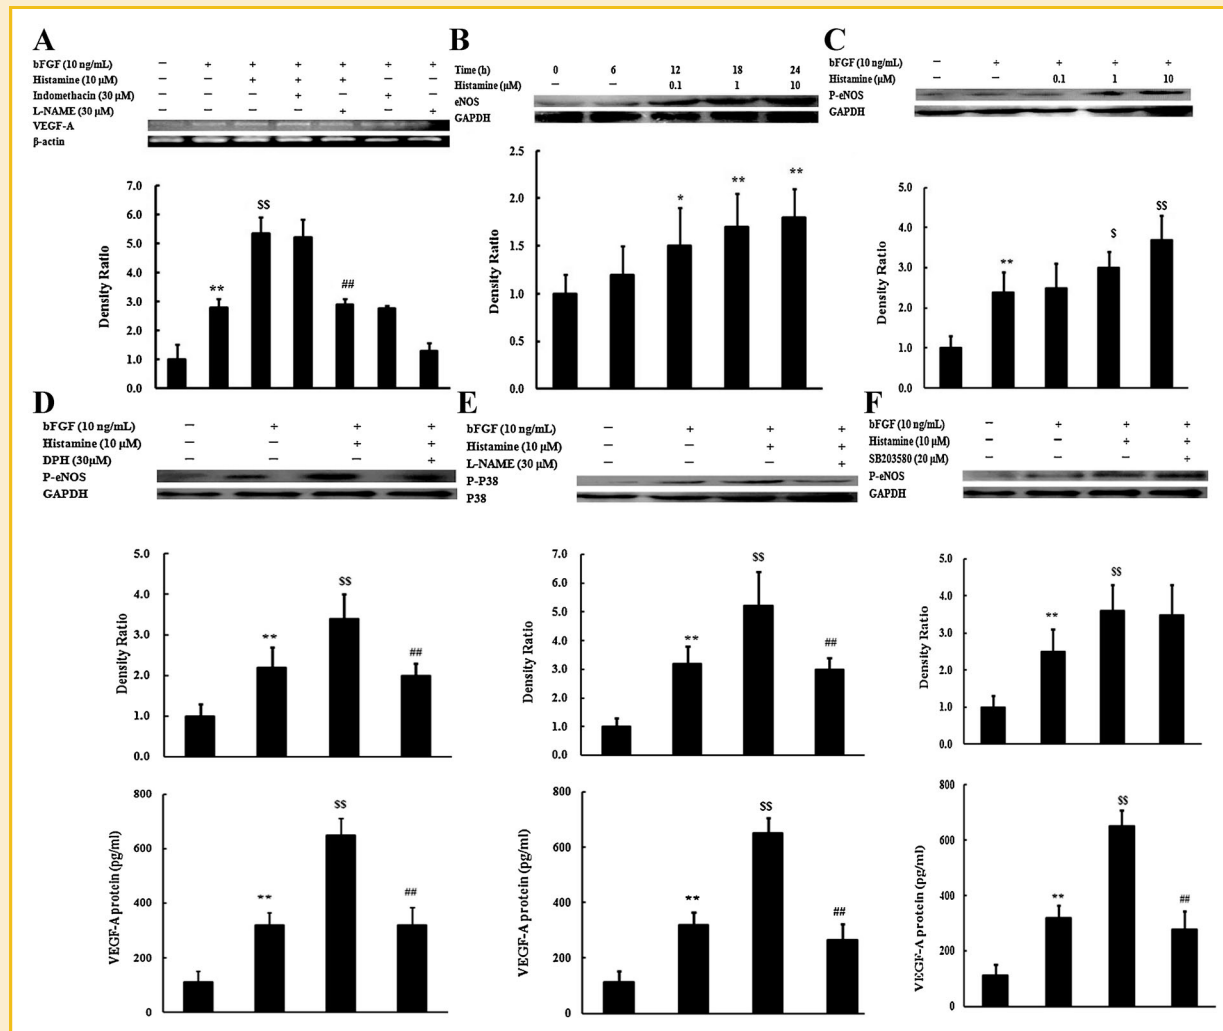 A
bFGF (10 ng/mL) – + + + + + +
Histamine (10 μM) – – + + + – –
Indomethacin (30 μM) – – – + – + –
L-NAME (30 μM) – – – – + – +
VEGF-A
β-actin
Density Ratio
7.0
6.0
5.0
4.0
3.0
2.0
1.0
0.0
**
$$
##
B
Time (h) 0 6 12 18 24
Histamine (μM) – – 0.1 1 10
eNOS
GAPDH
Density Ratio
2.5
2.0
1.5
1.0
0.5
0.0
*
**
**
C
bFGF (10 ng/mL) – + + + +
Histamine (μM) – – 0.1 1 10
P-eNOS
GAPDH
Density Ratio
5.0
4.0
3.0
2.0
1.0
0.0
**
$
$$
D
bFGF (10 ng/mL) – + + +
Histamine (10 μM) – – + +
DPH (30μM) – – – +
P-eNOS
GAPDH
Density Ratio
5.0
4.0
3.0
2.0
1.0
0.0
**
$$
##
VEGF-A protein (pg/ml)
800
600
400
200
0
**
$$
##
E
bFGF (10 ng/mL) – + + +
Histamine (10 μM) – – + +
L-NAME (30 μM) – – – +
P-P38
P38
Density Ratio
7.0
6.0
5.0
4.0
3.0
2.0
1.0
0.0
**
$$
##
VEGF-A protein (pg/ml)
800
600
400
200
0
**
$$
##
F
bFGF (10 ng/mL) – + + +
Histamine (10 μM) – – + +
SB203580 (20 μM) – – – +
P-eNOS
GAPDH
Density Ratio
5.0
4.0
3.0
2.0
1.0
0.0
**
$$
VEGF-A protein (pg/ml)
800
600
400
200
0
**
$$
##